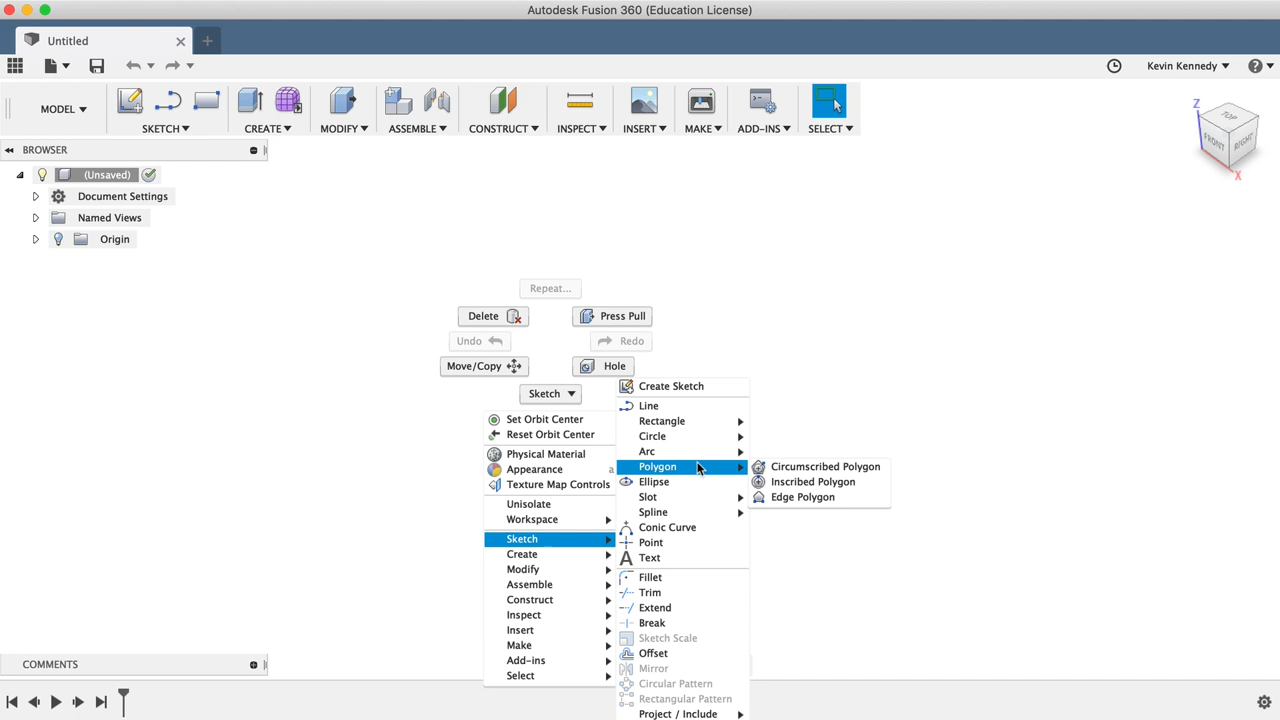 Autodesk Fusion 360 (Education License)
Untitled
Kevin Kennedy
MODEL
SKETCH
CREATE
MODIFY
ASSEMBLE
CONSTRUCT
INSPECT
INSERT
MAKE
ADD-INS
SELECT
Z
TOP
FRONT
RIGHT
X
BROWSER
(Unsaved)
Document Settings
Named Views
Origin
Repeat...
Delete
Press Pull
Undo
Redo
Move/Copy
Hole
Sketch
Set Orbit Center
Reset Orbit Center
Physical Material
Appearance a
Texture Map Controls
Unisolate
Workspace
Sketch
Create
Modify
Assemble
Construct
Inspect
Insert
Make
Add-ins
Select
Create Sketch
Line
Rectangle
Circle
Arc
Polygon
Ellipse
Slot
Spline
Conic Curve
Point
Text
Fillet
Trim
Extend
Break
Sketch Scale
Offset
Mirror
Circular Pattern
Rectangular Pattern
Project / Include
Circumscribed Polygon
Inscribed Polygon
Edge Polygon
COMMENTS